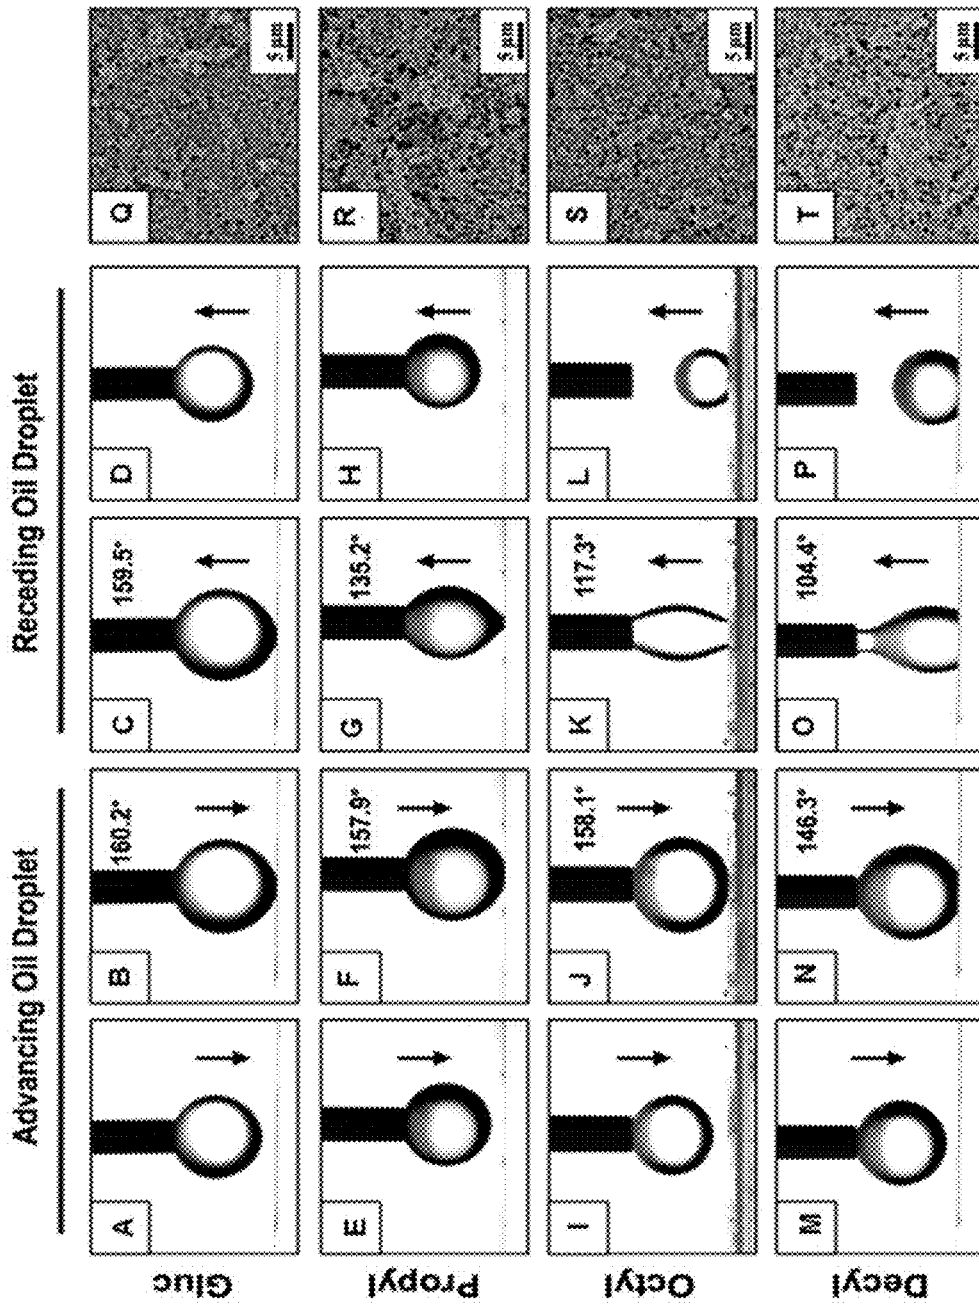 Advancing Oil Droplet
Receding Oil Droplet
Gluc
A
B
160.2°
C
159.5°
D
Q
5 µm
Propyl
E
F
157.9°
G
135.2°
H
R
5 µm
Octyl
I
J
158.1°
K
117.3°
L
S
5 µm
Decyl
M
N
146.3°
O
104.4°
P
T
5 µm